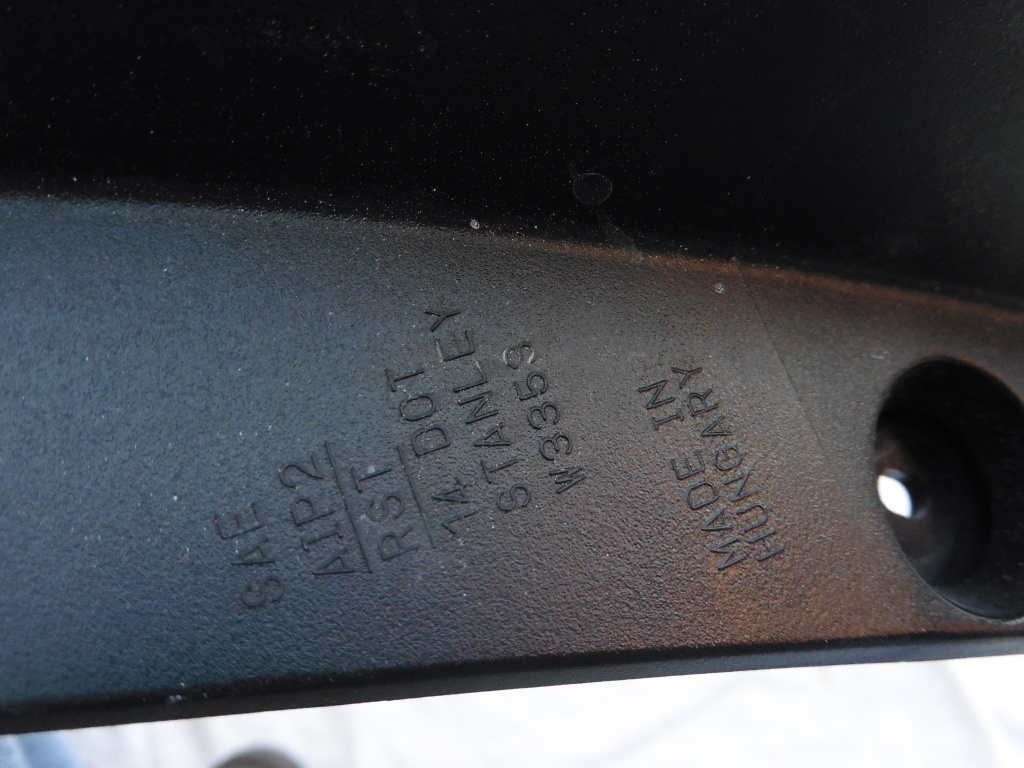 SAE
AIP2
RST
14 DOT
STANLEY
W3353
MADE IN
HUNGARY